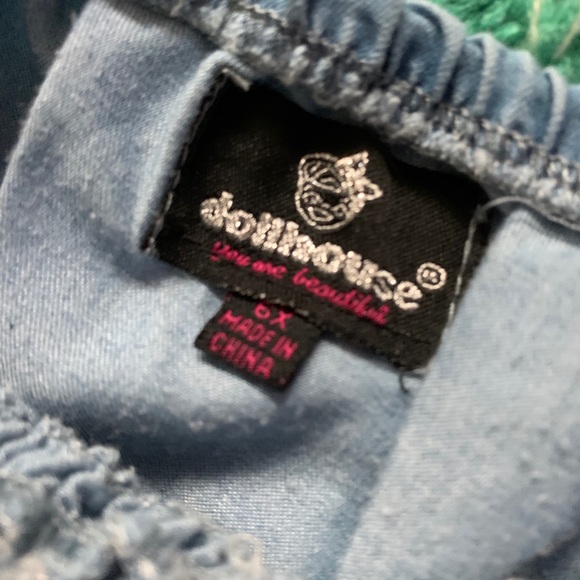 dollhouse®
you are beautiful
6X
MADE IN
CHINA